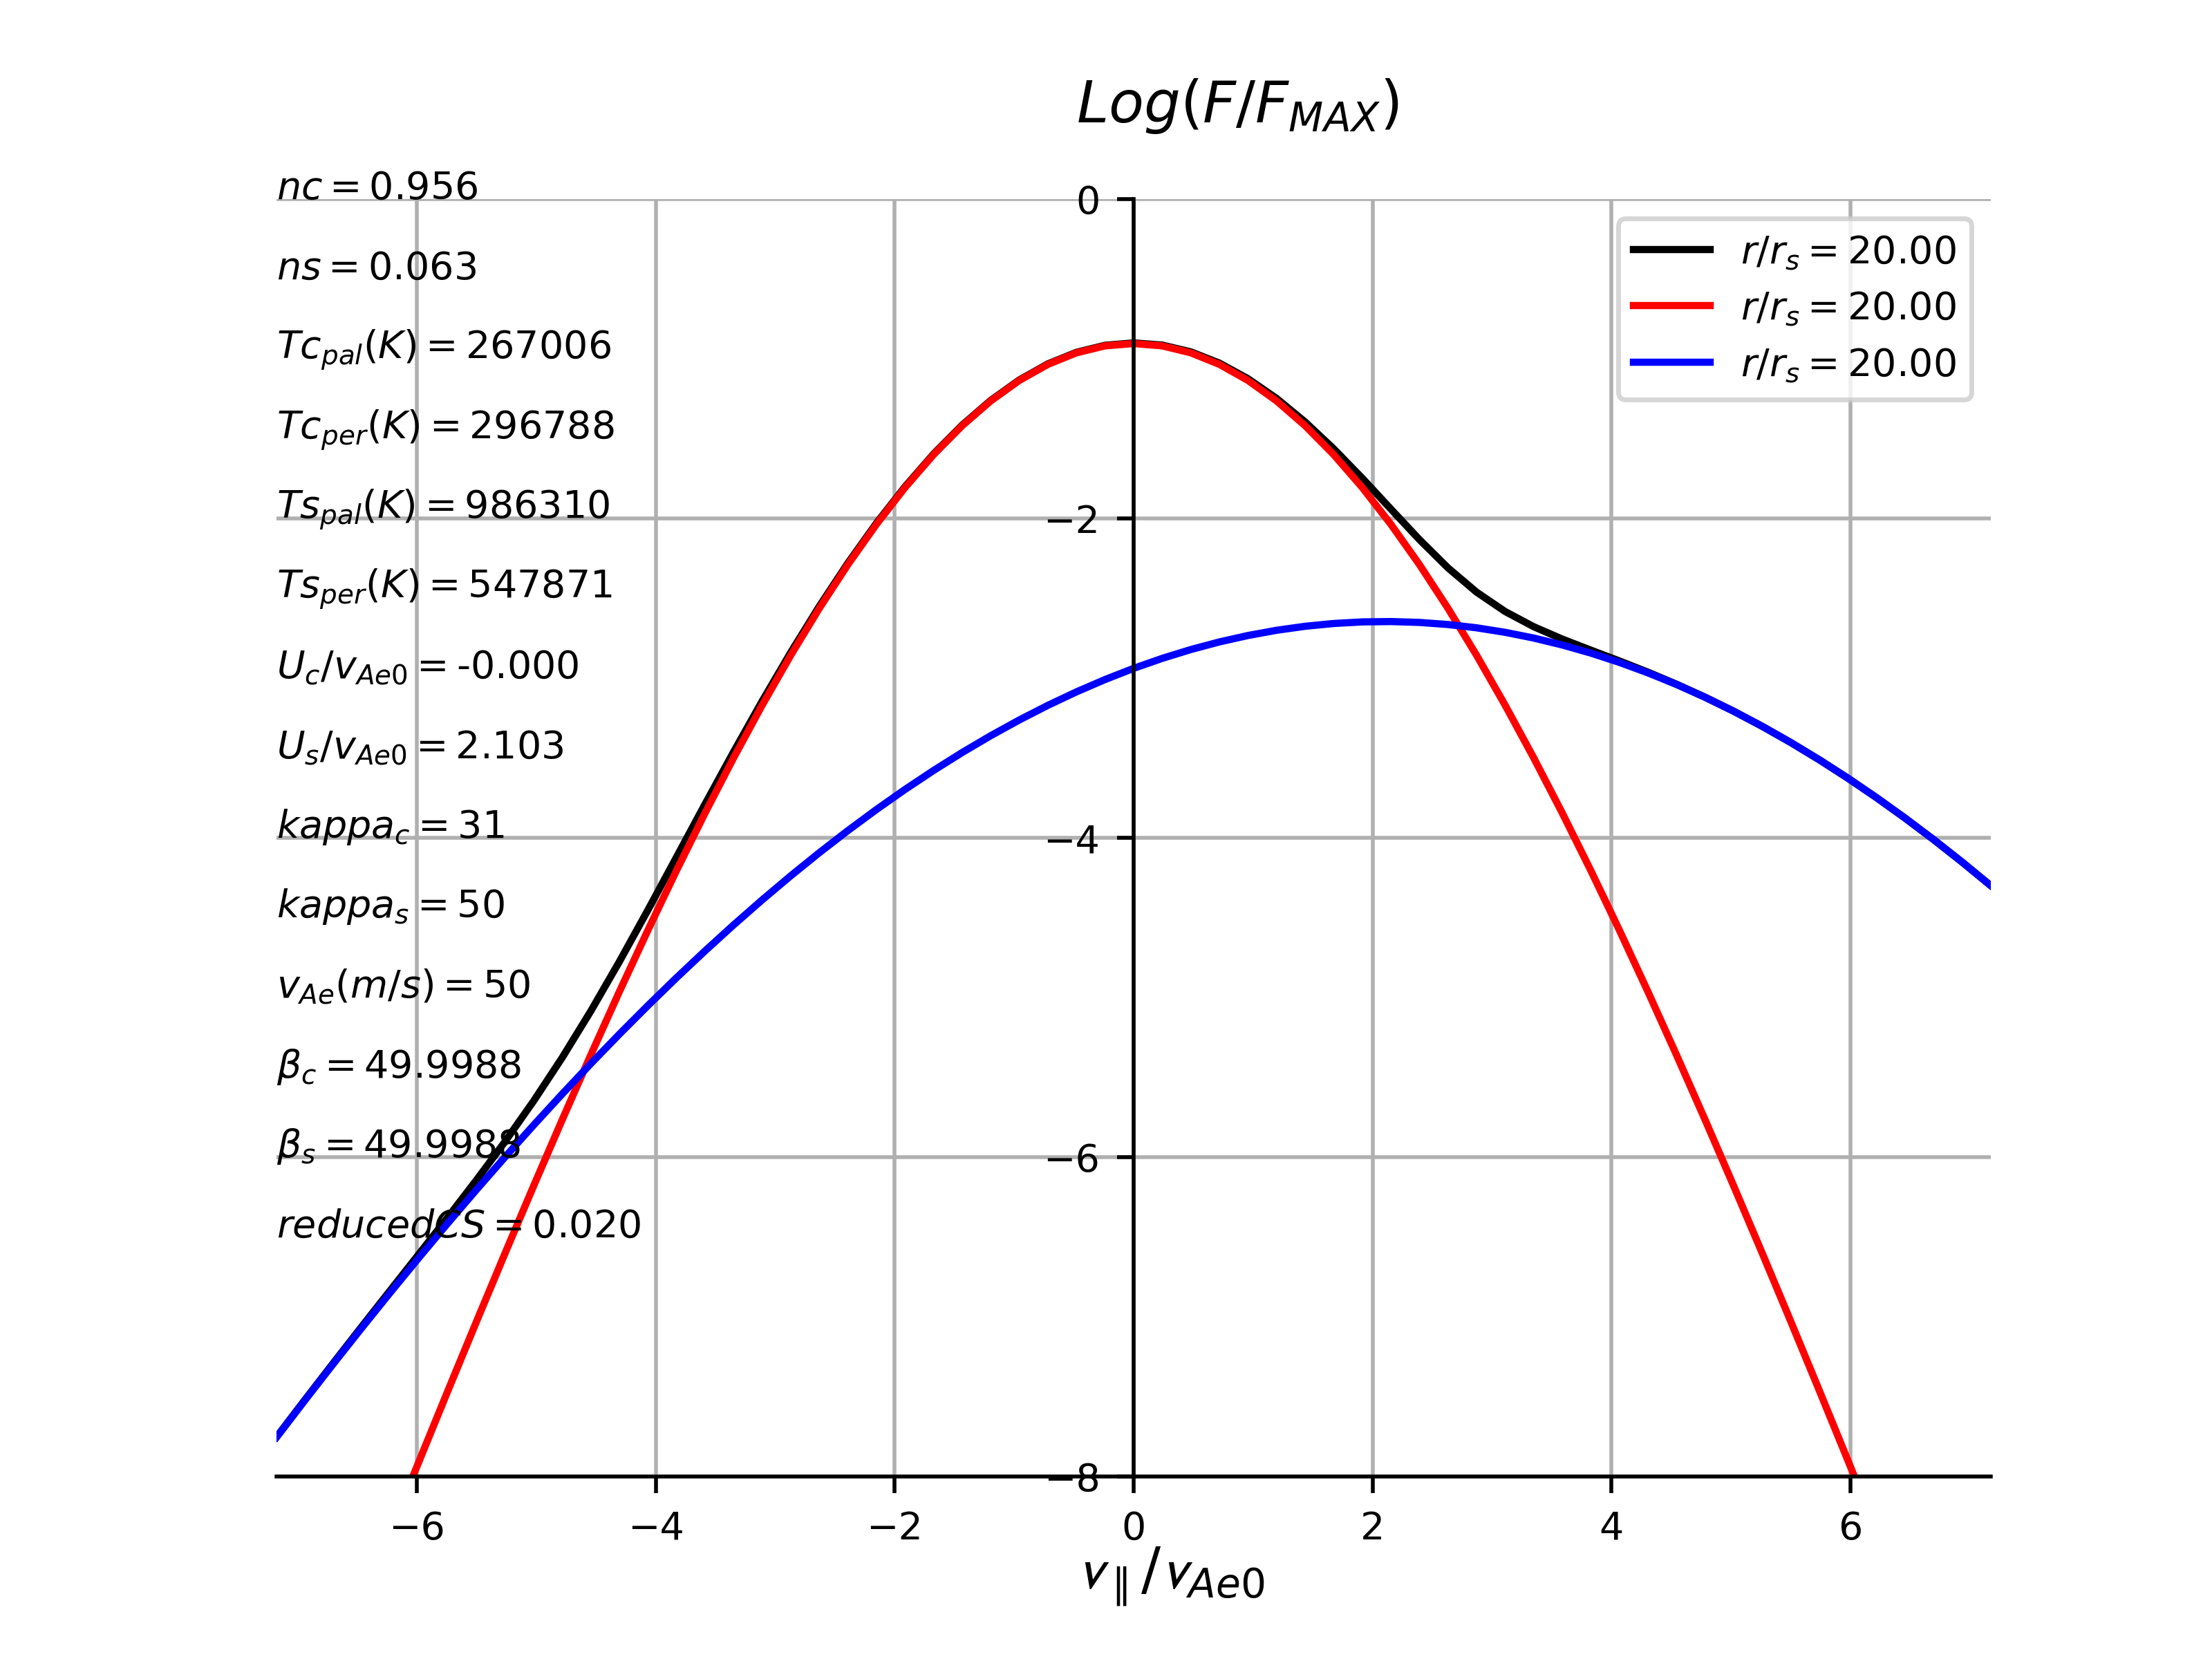 Log(F/F_MAX)
nc = 0.956
ns = 0.063
Tc_pal(K) = 267006
Tc_per(K) = 296788
Ts_pal(K) = 986310
Ts_per(K) = 547871
U_c/v_Ae0 = -0.000
U_s/v_Ae0 = 2.103
kappa_c = 31
kappa_s = 50
v_Ae(m/s) = 50
β_c = 49.9988
β_s = 49.9988
reducedCS = 0.020
0
−2
−4
−6
−8
r/r_s = 20.00
r/r_s = 20.00
r/r_s = 20.00
−6 −4 −2 0 2 4 6
v_∥/v_Ae0